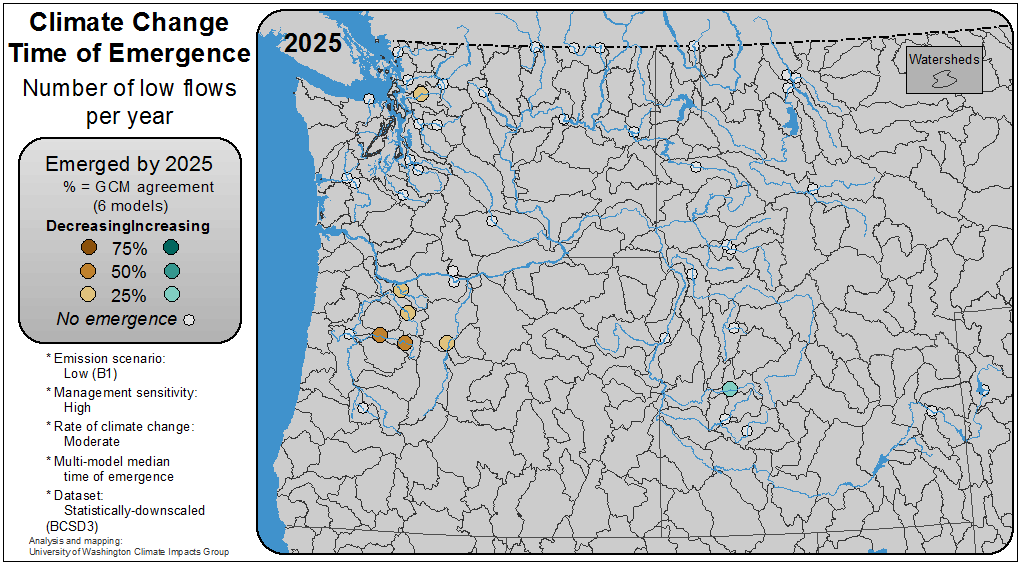 Climate Change
Time of Emergence
Number of low flows
per year
Emerged by 2025
% = GCM agreement
(6 models)
DecreasingIncreasing
75%
50%
25%
No emergence
* Emission scenario:
Low (B1)
* Management sensitivity:
High
* Rate of climate change:
Moderate
* Multi-model median
time of emergence
* Dataset:
Statistically-downscaled
(BCSD3)
Analysis and mapping:
University of Washington Climate Impacts Group
2025
Watersheds